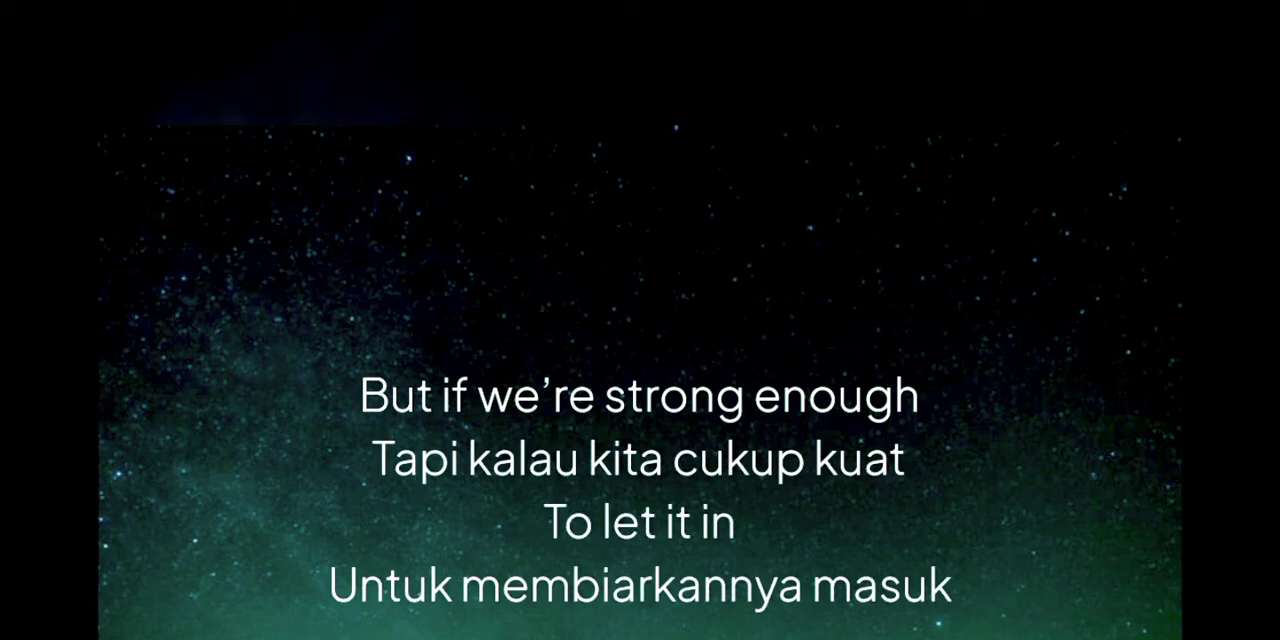 But if we’re strong enough
Tapi kalau kita cukup kuat
To let it in
Untuk membiarkannya masuk